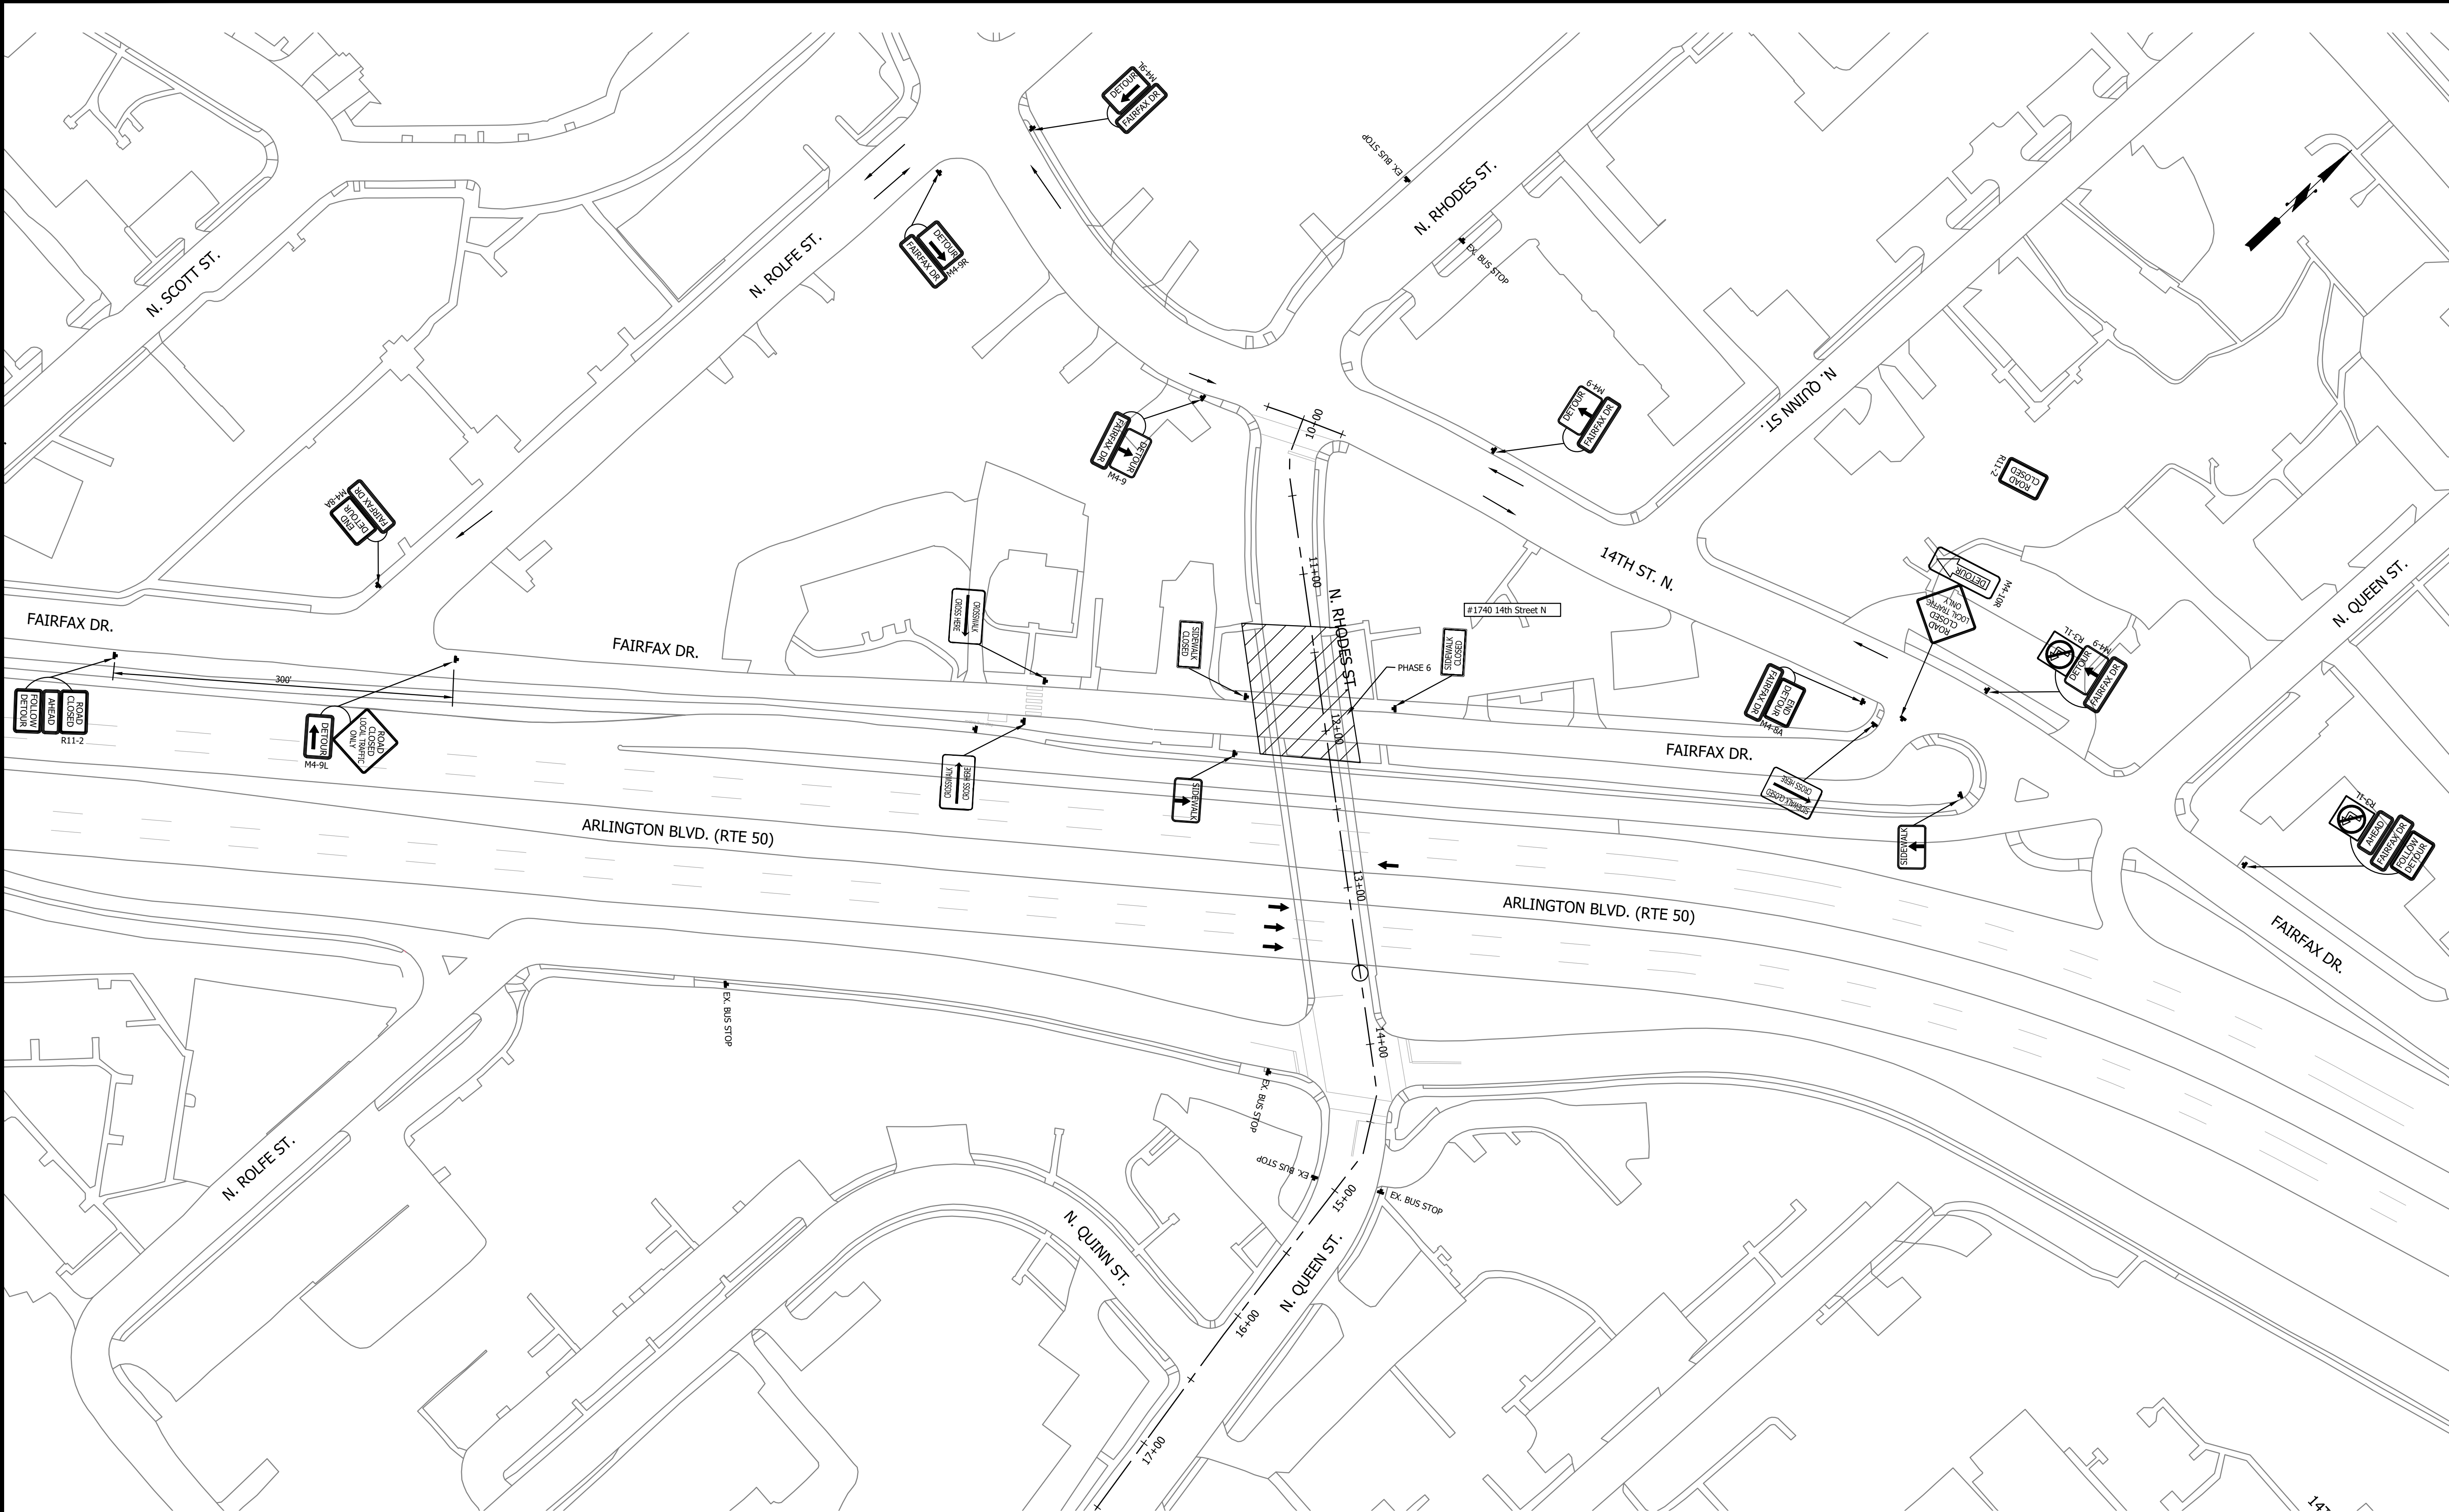 DETOUR
M4-9L
FAIRFAX DR
EX. BUS STOP
N. RHODES ST.
EX. BUS STOP
DETOUR
FAIRFAX DR
M4-9R
N. ROLFE ST.
N. SCOTT ST.
FAIRFAX DR
DETOUR
M4-9
10+00
M4-9
DETOUR
FAIRFAX DR
N. QUINN ST.
R11-2
ROAD
CLOSED
FAIRFAX DR
END
DETOUR
M4-8A
11+00
14TH ST. N.
DETOUR
M4-10R
ROAD
CLOSED
LOCAL TRAFFIC
ONLY
N. QUEEN ST.
N. RHODES ST.
#1740 14th Street N
FAIRFAX DR.
FAIRFAX DR.
CROSSWALK
CROSS HERE
SIDEWALK
CLOSED
SIDEWALK
CLOSED
PHASE 6
R3-1L
M4-9
DETOUR
FAIRFAX DR
300'
ROAD
CLOSED
AHEAD
FOLLOW
DETOUR
R11-2
DETOUR
M4-9L
ROAD
CLOSED
LOCAL TRAFFIC
ONLY
12+00
FAIRFAX DR
END
DETOUR
M4-8A
FAIRFAX DR.
CROSS HERE
CROSSWALK
SIDEWALK
SIDEWALK CLOSED
CROSS HERE
SIDEWALK
R3-1L
AHEAD
FAIRFAX DR
FOLLOW
DETOUR
ARLINGTON BLVD. (RTE 50)
13+00
ARLINGTON BLVD. (RTE 50)
FAIRFAX DR.
EX. BUS STOP
14+00
EX. BUS STOP
EX. BUS STOP
EX. BUS STOP
15+00
N. ROLFE ST.
N. QUINN ST.
N. QUEEN ST.
16+00
17+00